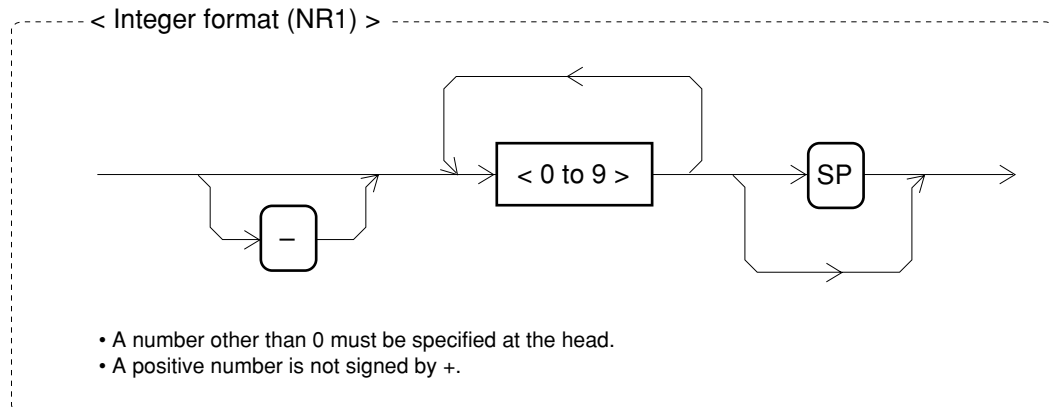 < Integer format (NR1) >
< 0 to 9 >
SP
–
• A number other than 0 must be specified at the head.
• A positive number is not signed by +.